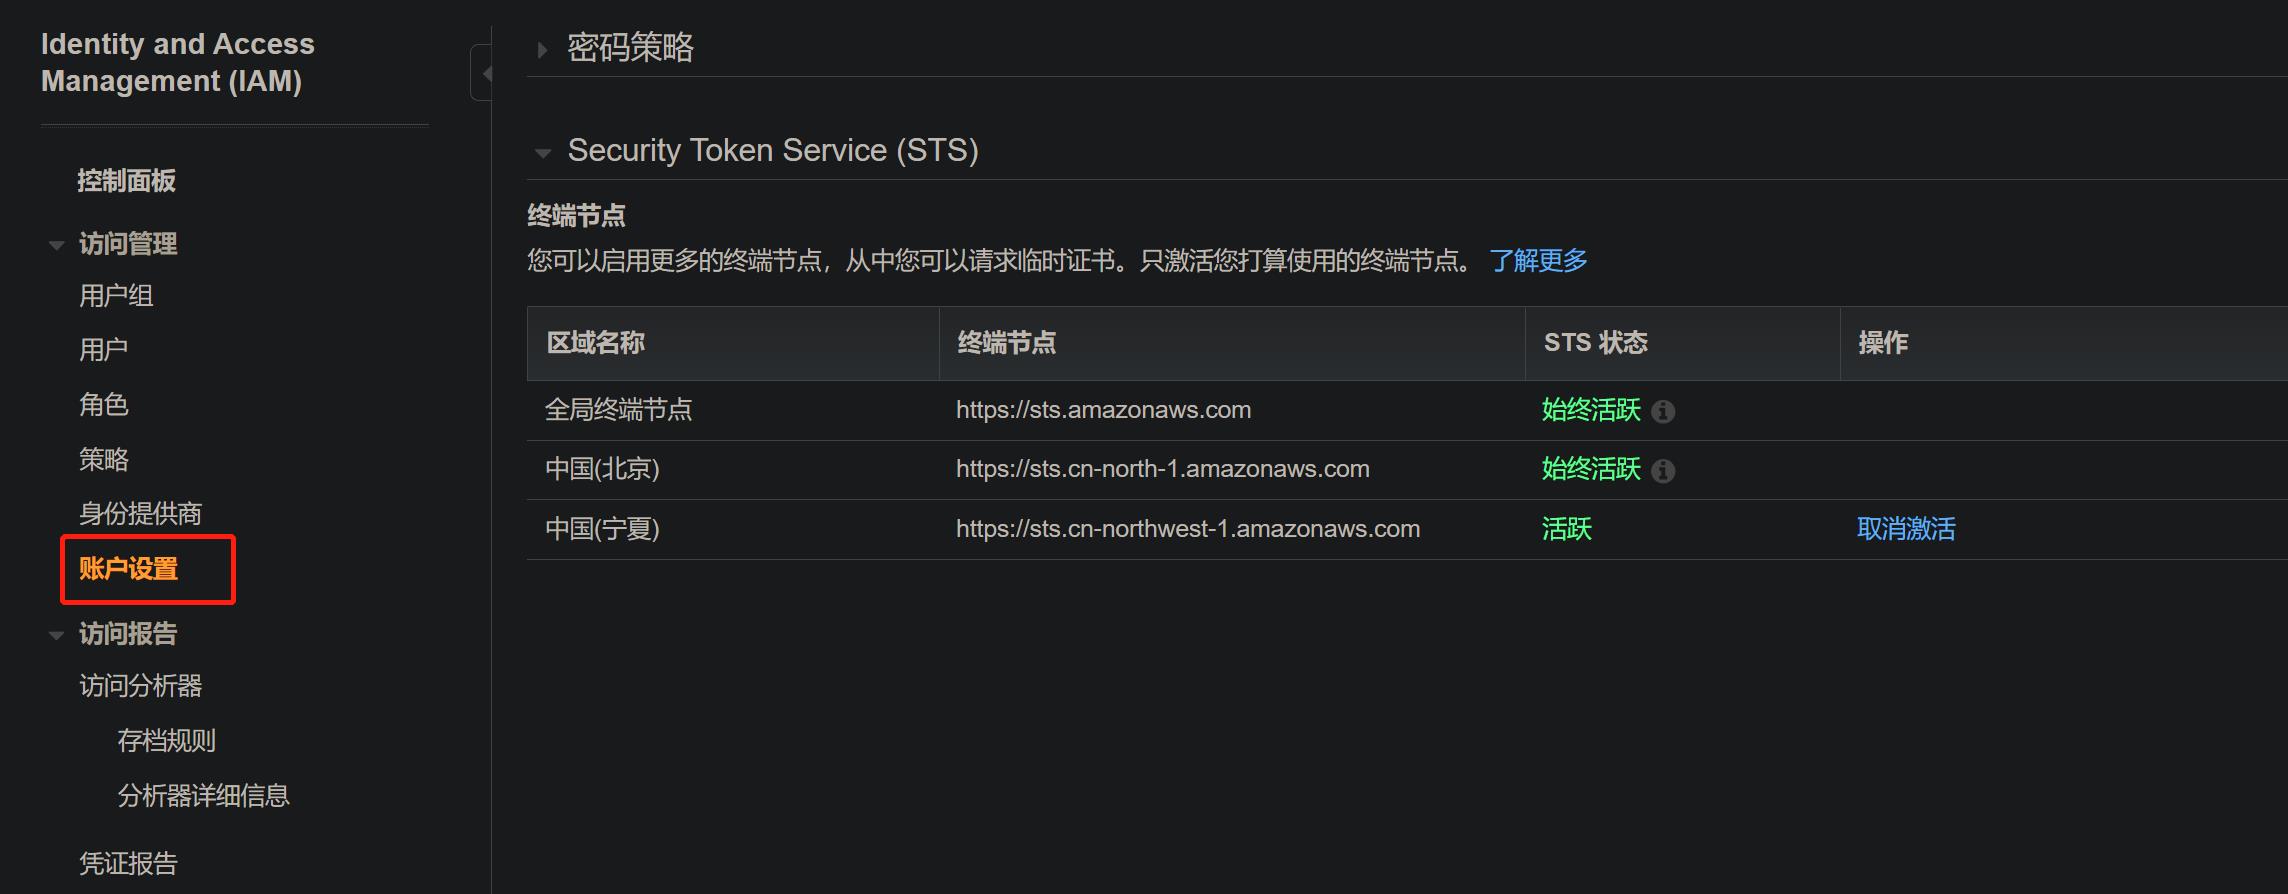 Identity and Access
Management (IAM)
控制面板
访问管理
用户组
用户
角色
策略
身份提供商
账户设置
访问报告
访问分析器
存档规则
分析器详细信息
凭证报告
密码策略
Security Token Service (STS)
终端节点
您可以启用更多的终端节点，从中您可以请求临时证书。只激活您打算使用的终端节点。 了解更多
区域名称 终端节点 STS 状态 操作
全局终端节点 https://sts.amazonaws.com 始终活跃
中国(北京) https://sts.cn-north-1.amazonaws.com 始终活跃
中国(宁夏) https://sts.cn-northwest-1.amazonaws.com 活跃 取消激活